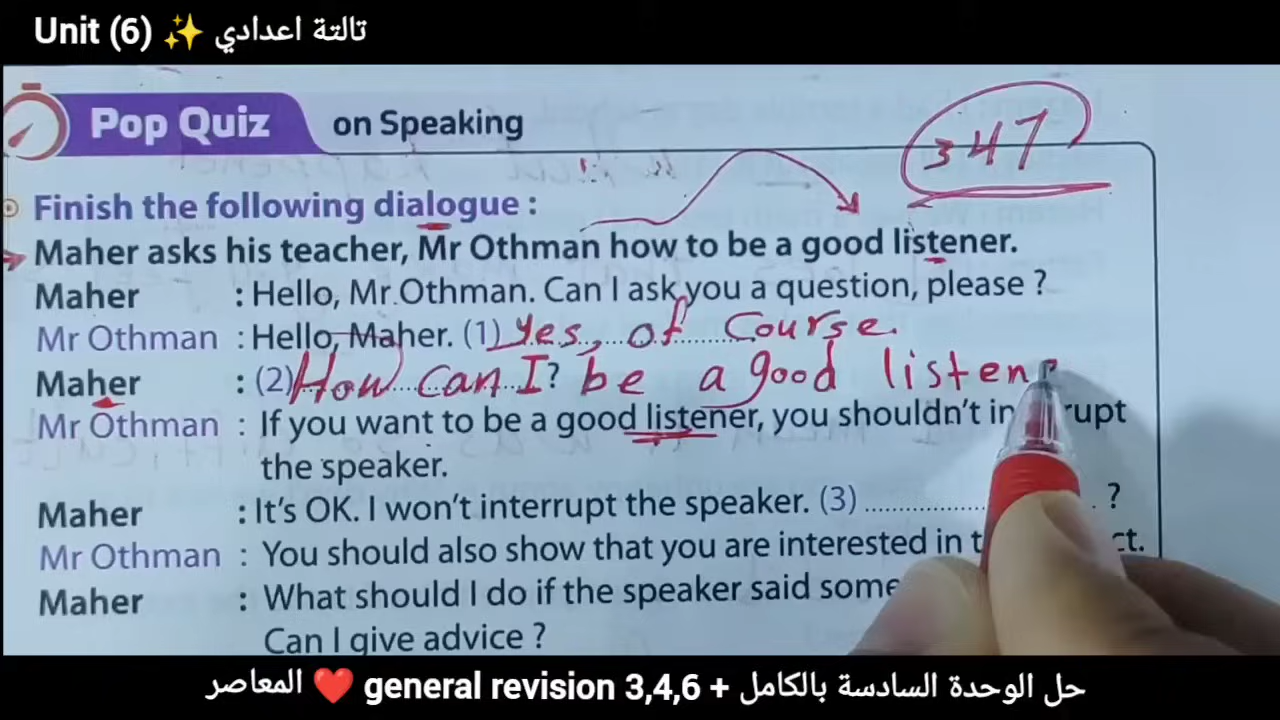 Unit (6) ✨ تالتة اعدادي
Pop Quiz on Speaking
347
Finish the following dialogue :
Maher asks his teacher, Mr Othman how to be a good listener.
Maher : Hello, Mr Othman. Can I ask you a question, please ?
Mr Othman : Hello, Maher. (1) Yes, of course.
Maher : (2) How can I ? be a good listen
Mr Othman : If you want to be a good listener, you shouldn't in rupt
the speaker.
Maher : It's OK. I won't interrupt the speaker. (3) .................... ?
Mr Othman : You should also show that you are interested in t ct.
Maher : What should I do if the speaker said some
Can I give advice ?
حل الوحدة السادسة بالكامل + general revision 3,4,6 ❤️ المعاصر